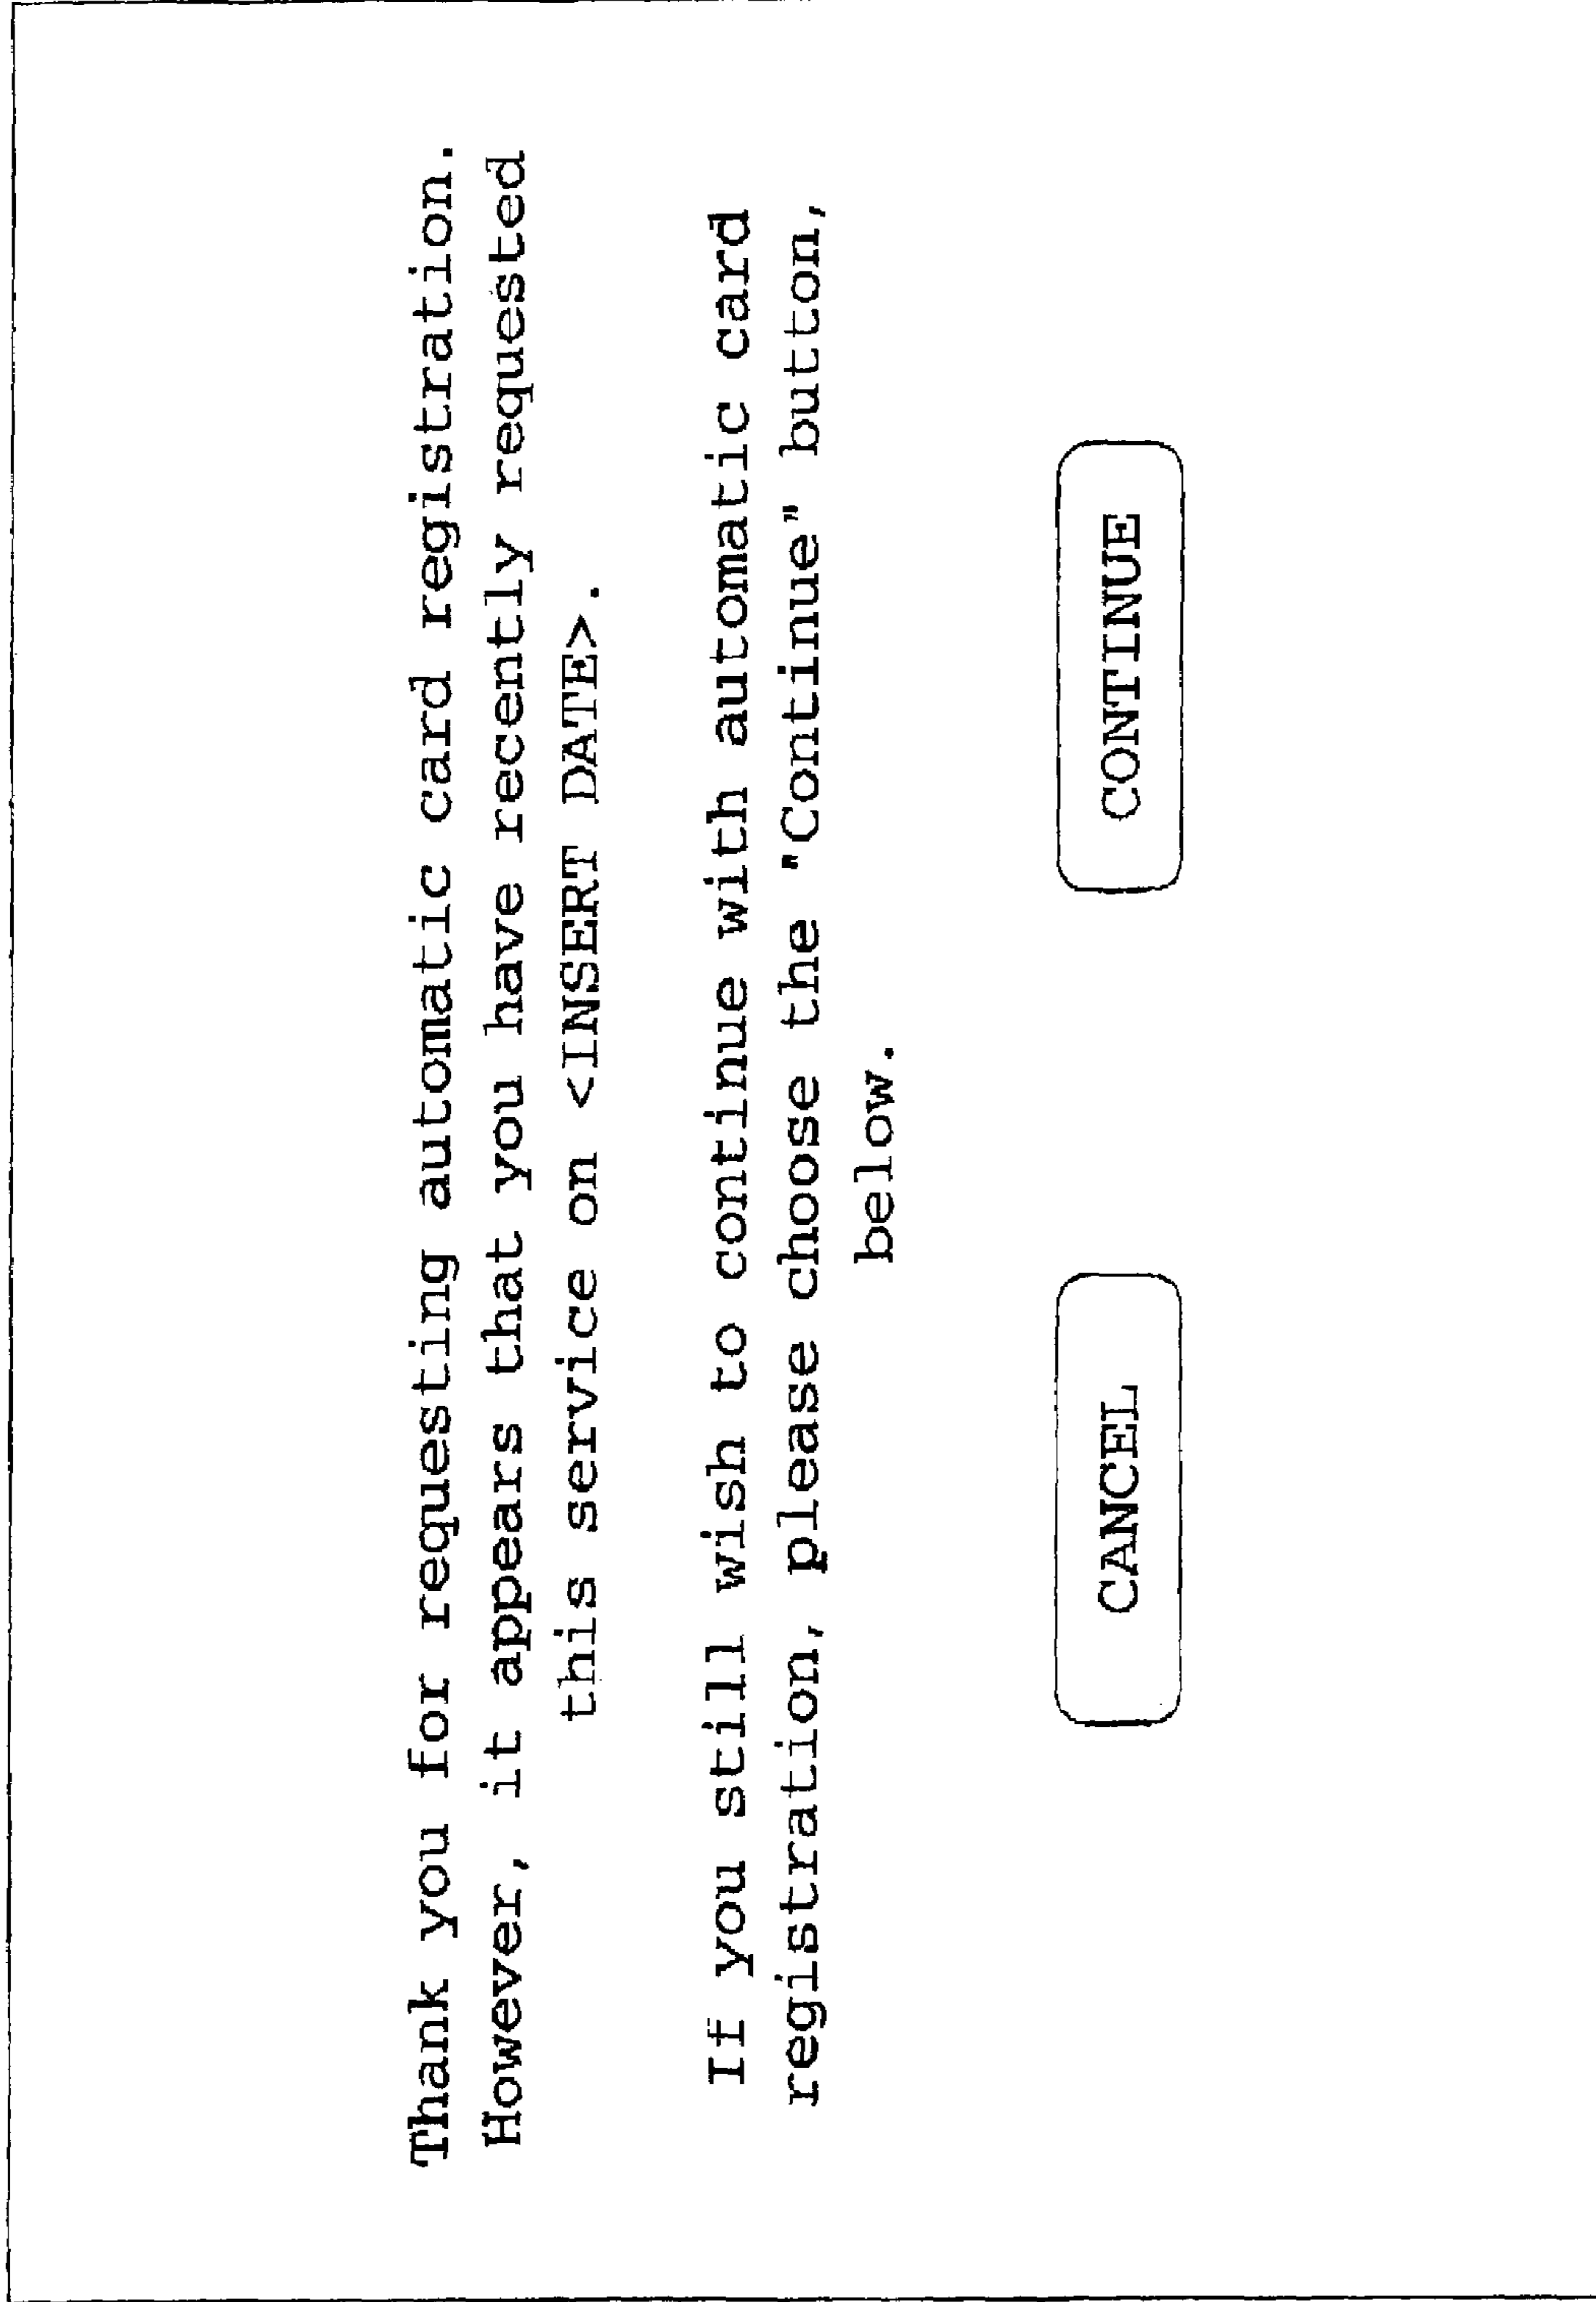 Thank you for requesting automatic card registration.
However, it appears that you have recently requested
this service on <INSERT DATE>.
If you still wish to continue with automatic card
registration, please choose the "Continue" button,
below.
CANCEL CONTINUE